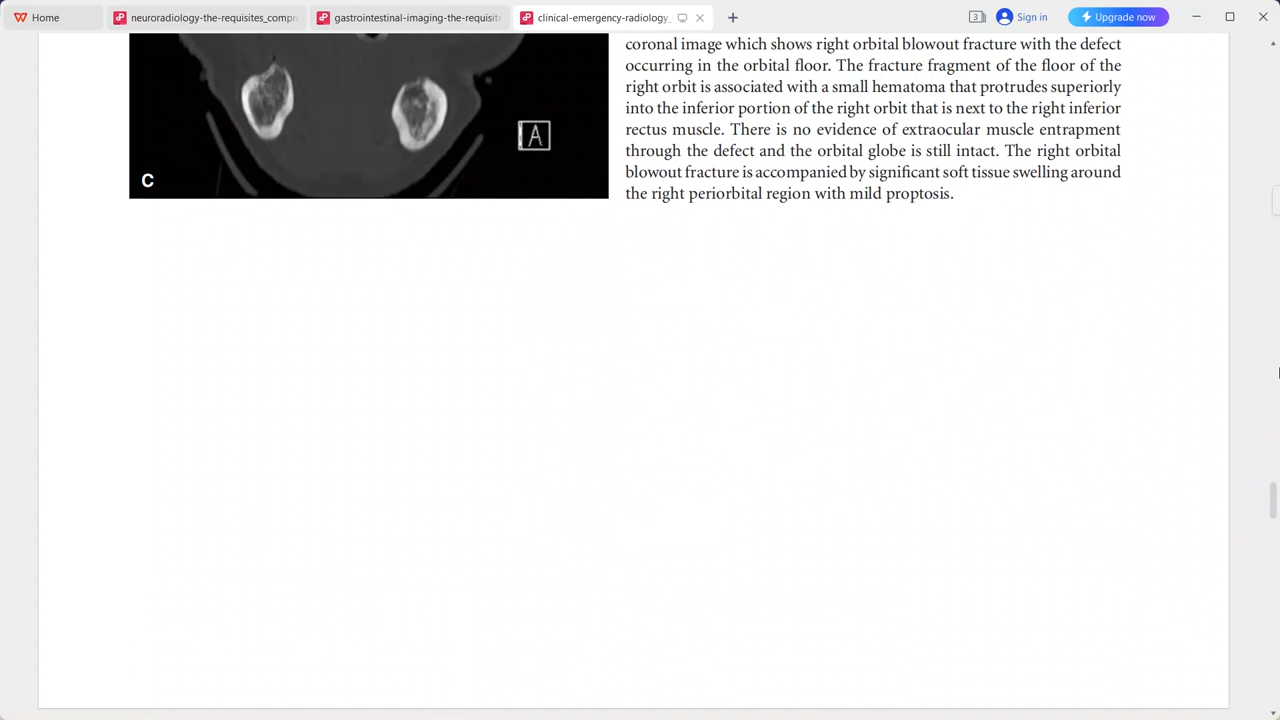 Home
neuroradiology-the-requisites_compr
gastrointestinal-imaging-the-requisite
clinical-emergency-radiology_
3
Sign in
Upgrade now
coronal image which shows right orbital blowout fracture with the defect
occurring in the orbital floor. The fracture fragment of the floor of the
right orbit is associated with a small hematoma that protrudes superiorly
into the inferior portion of the right orbit that is next to the right inferior
rectus muscle. There is no evidence of extraocular muscle entrapment
through the defect and the orbital globe is still intact. The right orbital
blowout fracture is accompanied by significant soft tissue swelling around
the right periorbital region with mild proptosis.
A
C